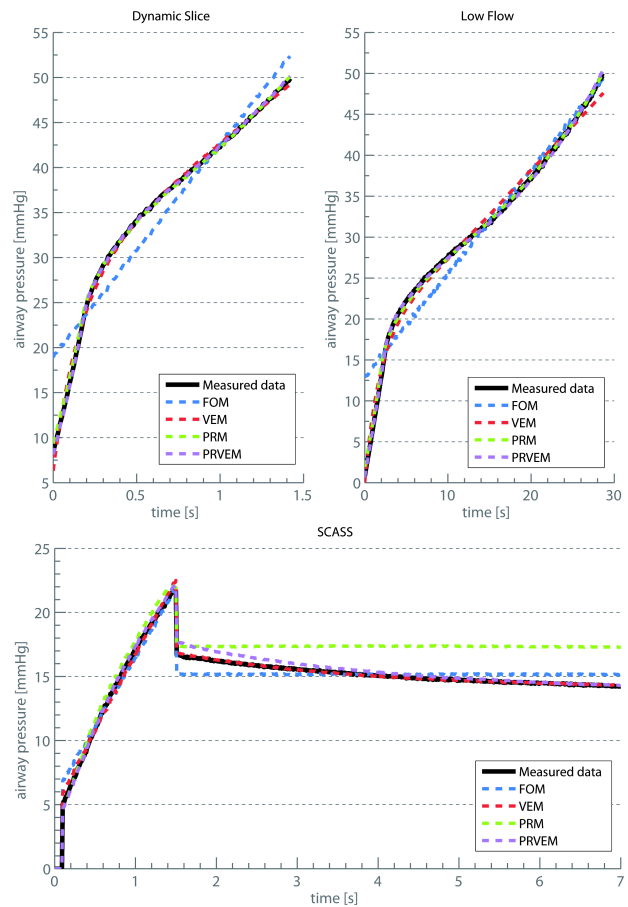 Dynamic Slice
55
50
45
40
35
30
25
20
15
10
5
airway pressure [mmHg]
Measured data
FOM
VEM
PRM
PRVEM
0
0.5
1
1.5
time [s]
Low Flow
55
50
45
40
35
30
25
20
15
10
5
0
airway pressure [mmHg]
Measured data
FOM
VEM
PRM
PRVEM
0
10
20
30
time [s]
SCASS
25
20
15
10
5
0
airway pressure [mmHg]
Measured data
FOM
VEM
PRM
PRVEM
0
1
2
3
4
5
6
7
time [s]